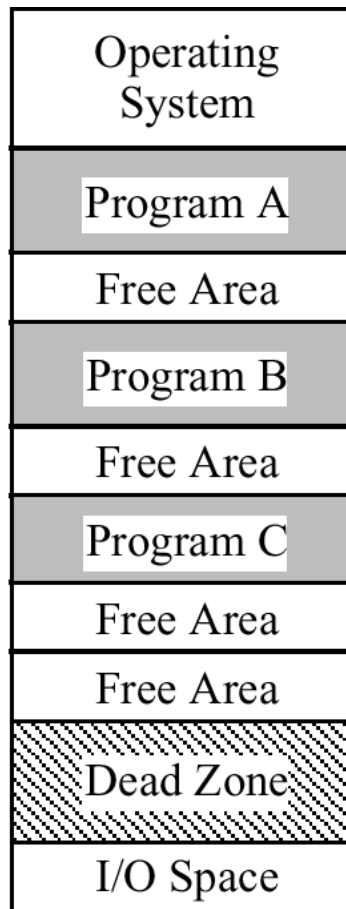 Operating
System
Program A
Free Area
Program B
Free Area
Program C
Free Area
Free Area
Dead Zone
I/O Space